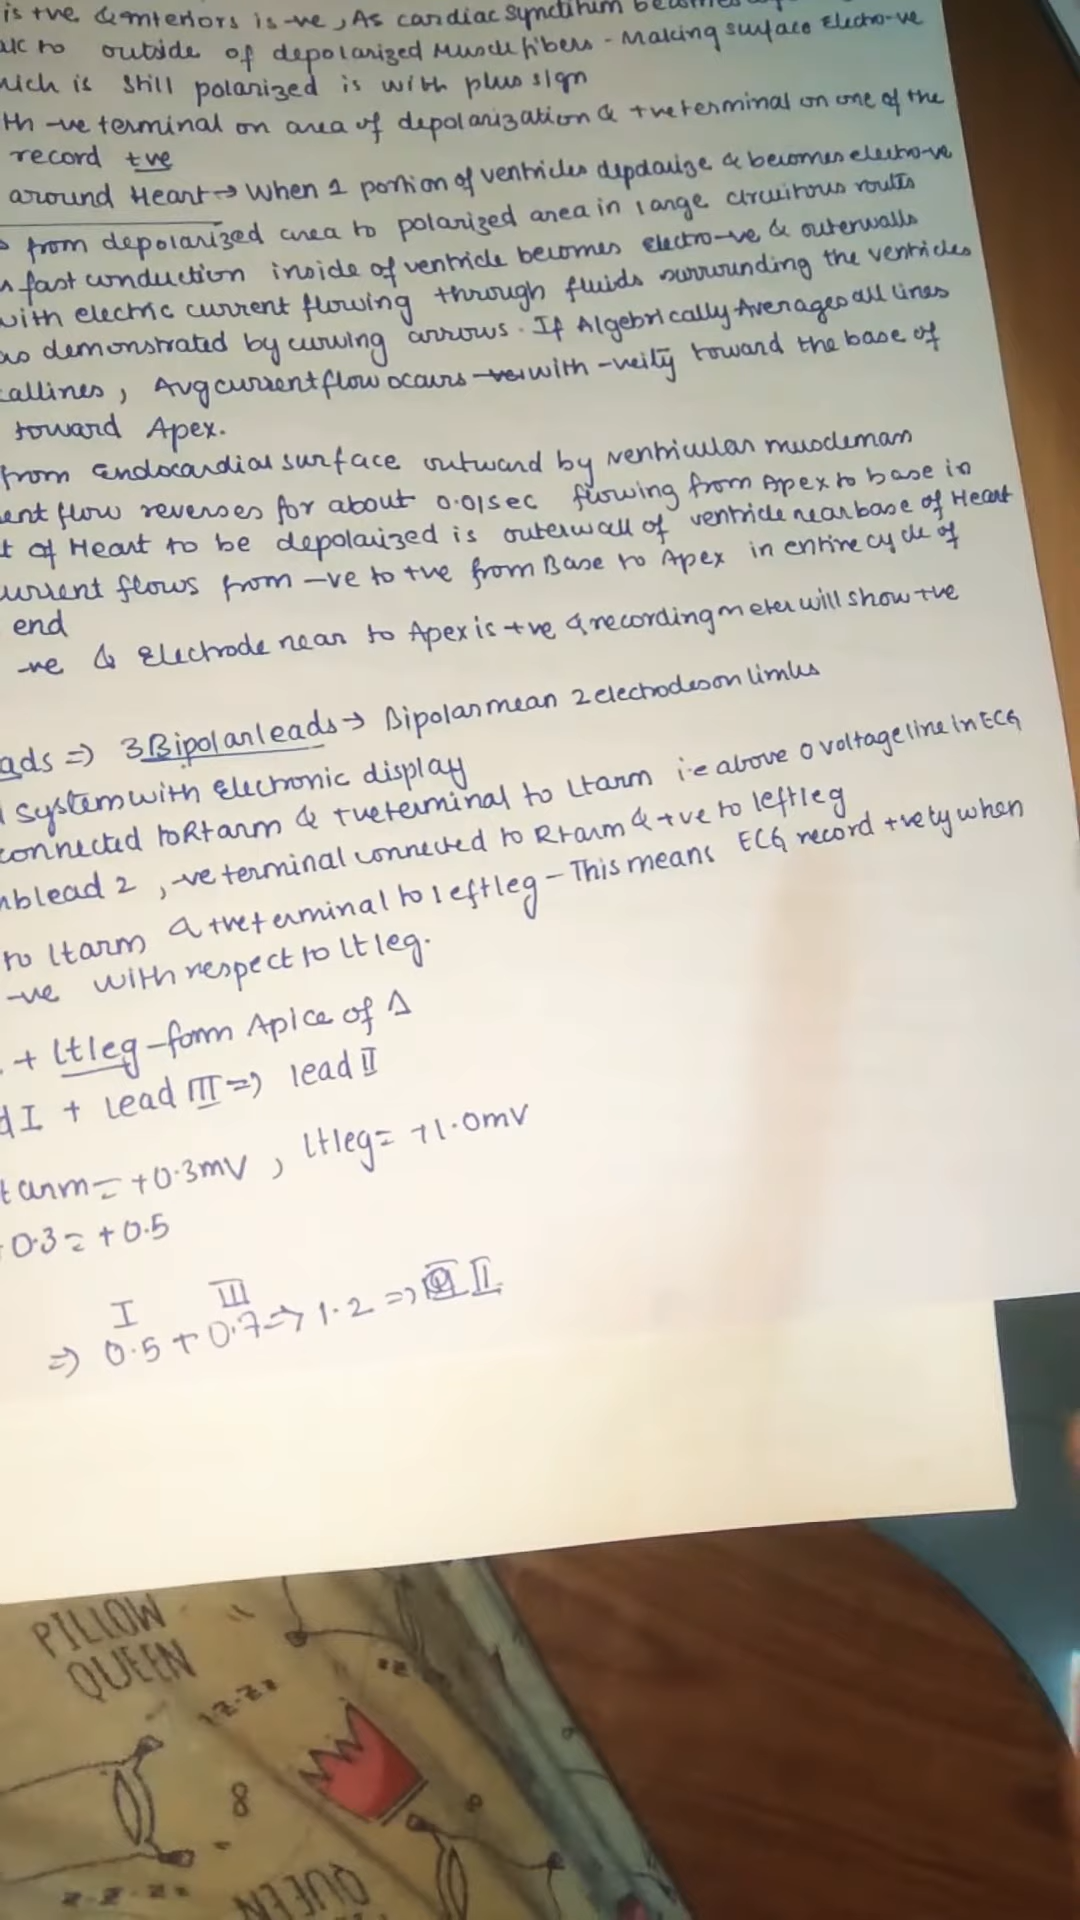 is +ve & interiors is -ve, As cardiac
to outside of depolarized Muscle fibers - Making surface Electro-ve
is still polarized is with plus sign
-ve terminal on area of depolarization & +ve terminal on one of the
record +ve
around Heart → When 1 portion of ventricles depolarize & becomes electro-ve
from depolarized area to polarized area in large circuitous routes
fast conduction inside of ventricle becomes Electro-ve & outerwalls
with electric current flowing through fluids surrounding the ventricles
as demonstrated by curving arrows. If Algebrically Averages all lines
, Avg current flow ocuurs with -veity toward the base of
toward Apex.
from Endocardial surface outward by ventricular musclemass
flow reverses for about 0.01sec flowing from Apex to base in
of Heart to be depolarized is outerwall of ventricle near base of Heart
flows from -ve to +ve from Base to Apex in entire cycle of
end
-ve & Electrode near to Apex is +ve & recording meter will show +ve
=) 3 Bipolar leads → Bipolar mean 2 electrodes on limbs
system with Electronic display
connected to Rt arm & +ve terminal to Lt arm i.e above 0 voltage line in ECG
lead 2, -ve terminal connected to Rt arm & +ve to left leg
to Lt arm & +ve terminal to left leg - This means ECG record +vety when
-ve with respect to Lt leg.
+ Lt leg - form Apice of Δ
I + Lead III =) lead II
arm = +0.3mV, Lt leg = +1.0mV
0.3 = +0.5
I III
=) 0.5 + 0.7 => 1.2 =) II
PILLOW
QUEEN
8
QUEEN